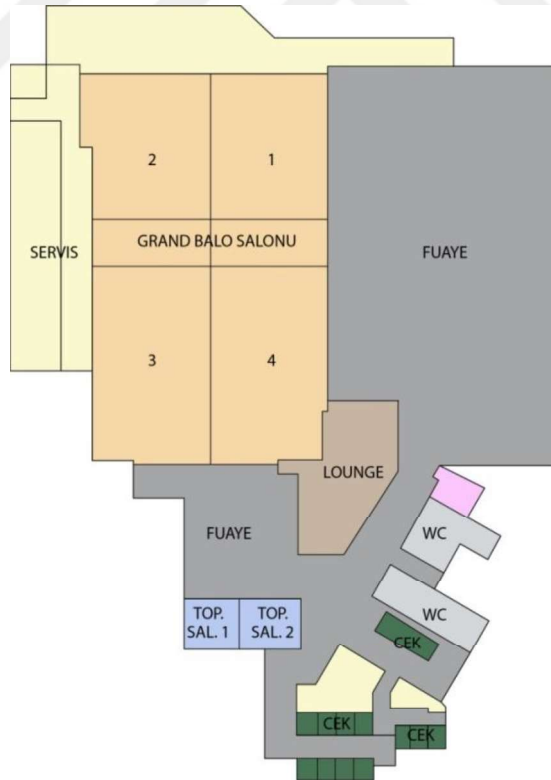 2
1
GRAND BALO SALONU
SERVIS
FUAYE
3
4
LOUNGE
WC
FUAYE
TOP.
SAL. 1
TOP.
SAL. 2
WC
CEK
CEK
CEK